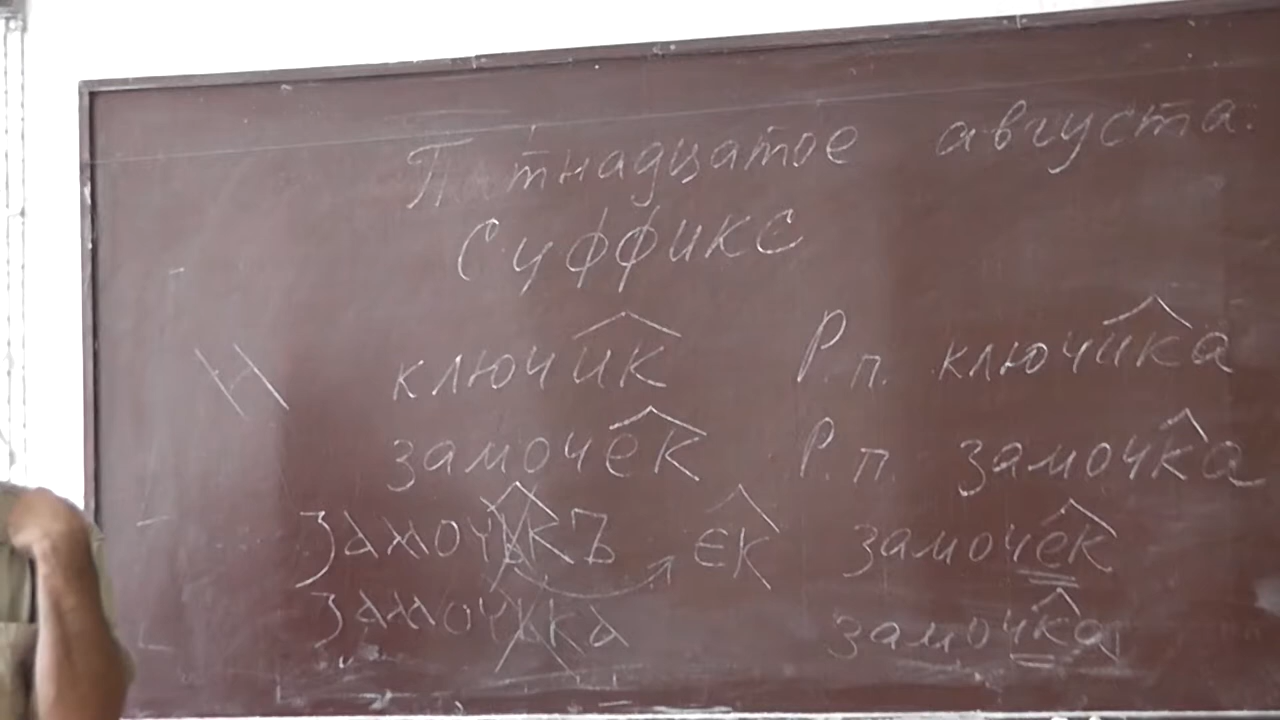 Пятнадцатое августа.
Суффикс
И ключик Р.п. ключика
замочек Р.п. замочка
замочькъ ек замочек
замочька замочка